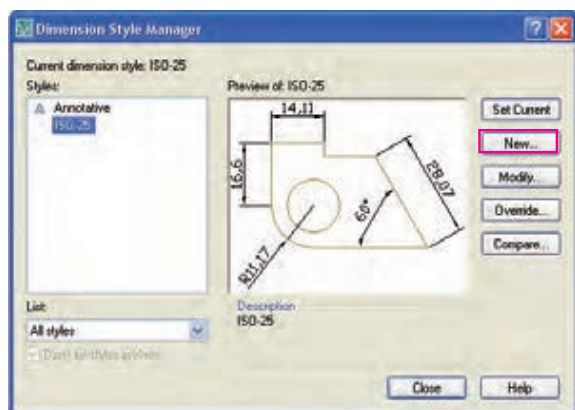 Dimension Style Manager
Current dimension style: ISO-25
Styles:
Annotative
ISO-25
Preview of: ISO-25
14,11
16,6
28,07
60°
R11,17
Set Current
New...
Modify...
Override...
Compare...
List:
All styles
Description
ISO-25
Close
Help